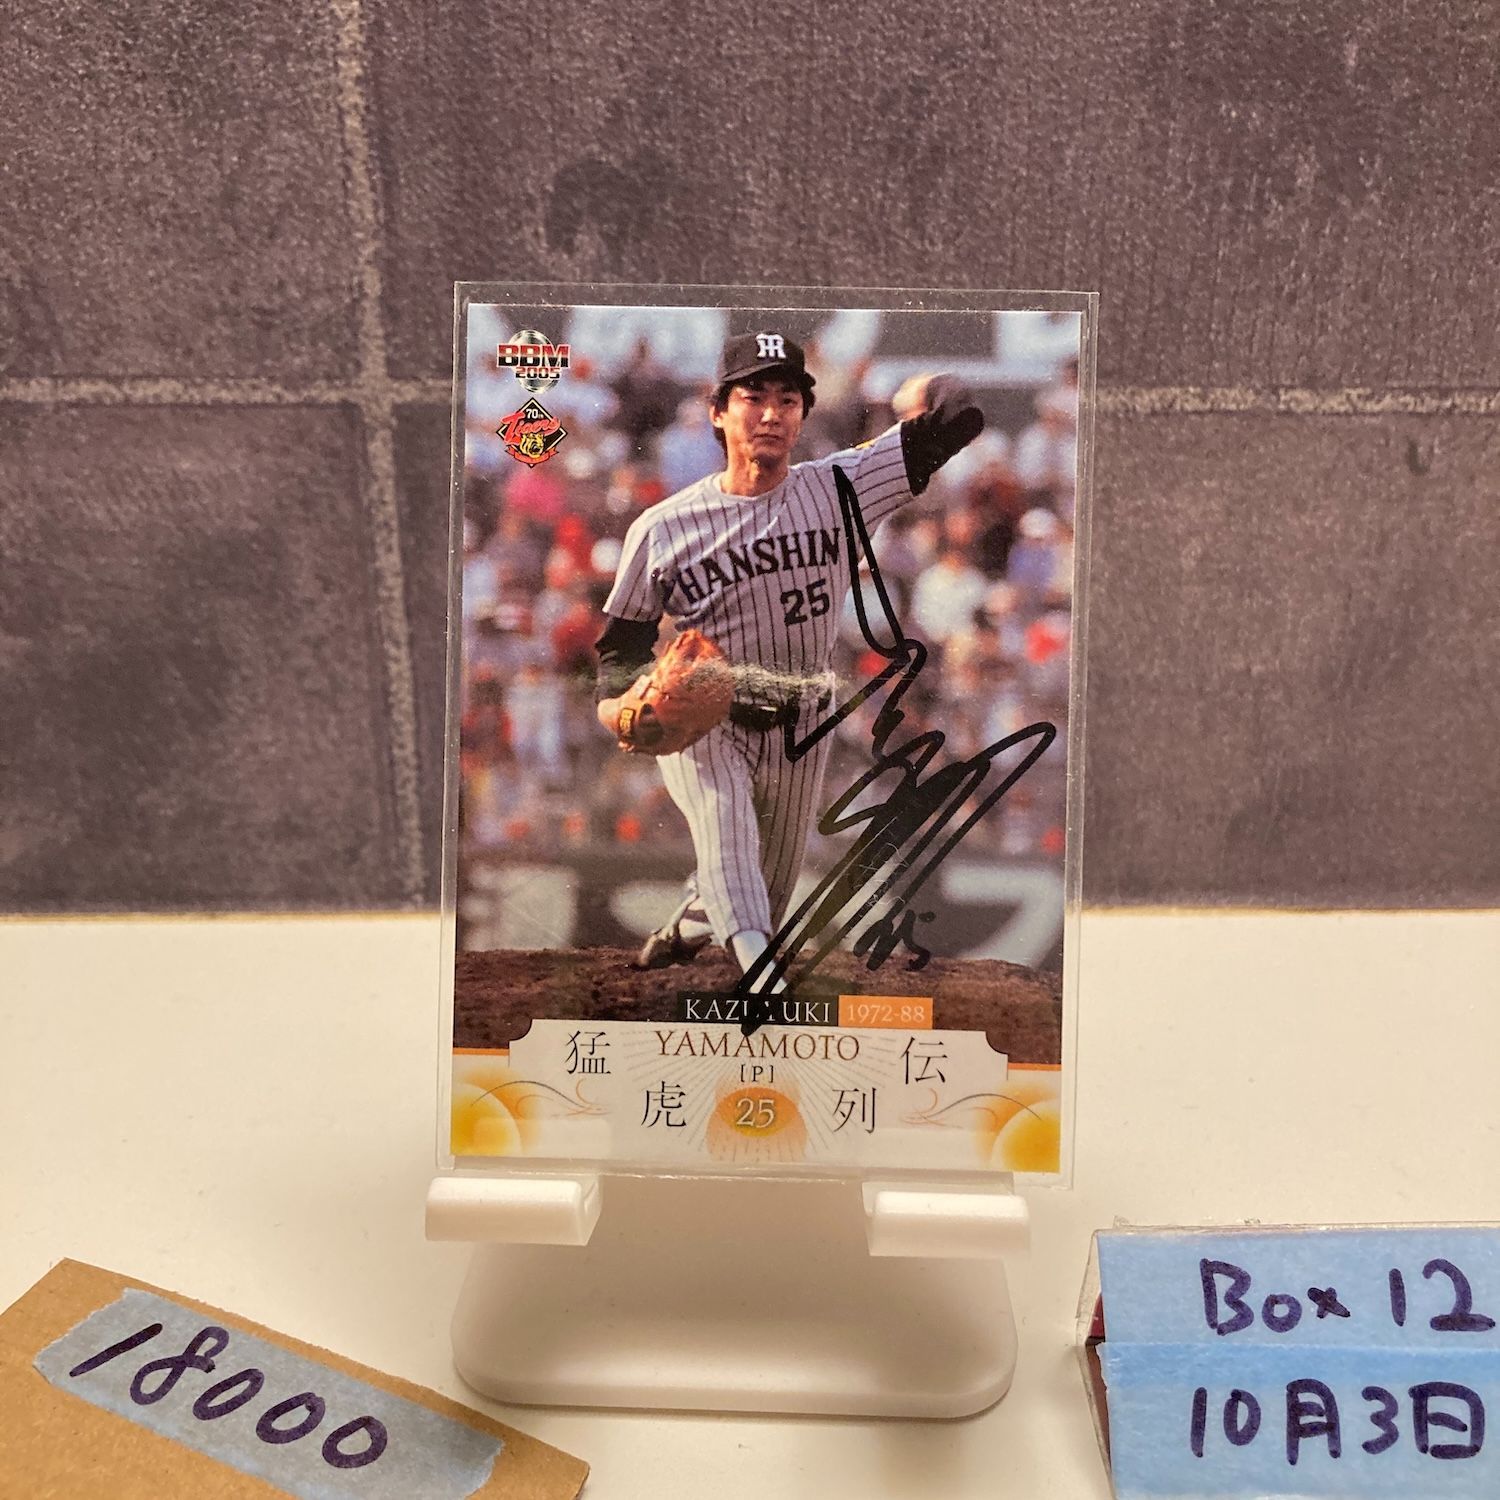 BBM
2005
70th
Tigers
HANSHIN
25
25
KAZUYUKI 1972-88
YAMAMOTO
[P]
猛虎伝列
25
18000
Box 12
10月3日